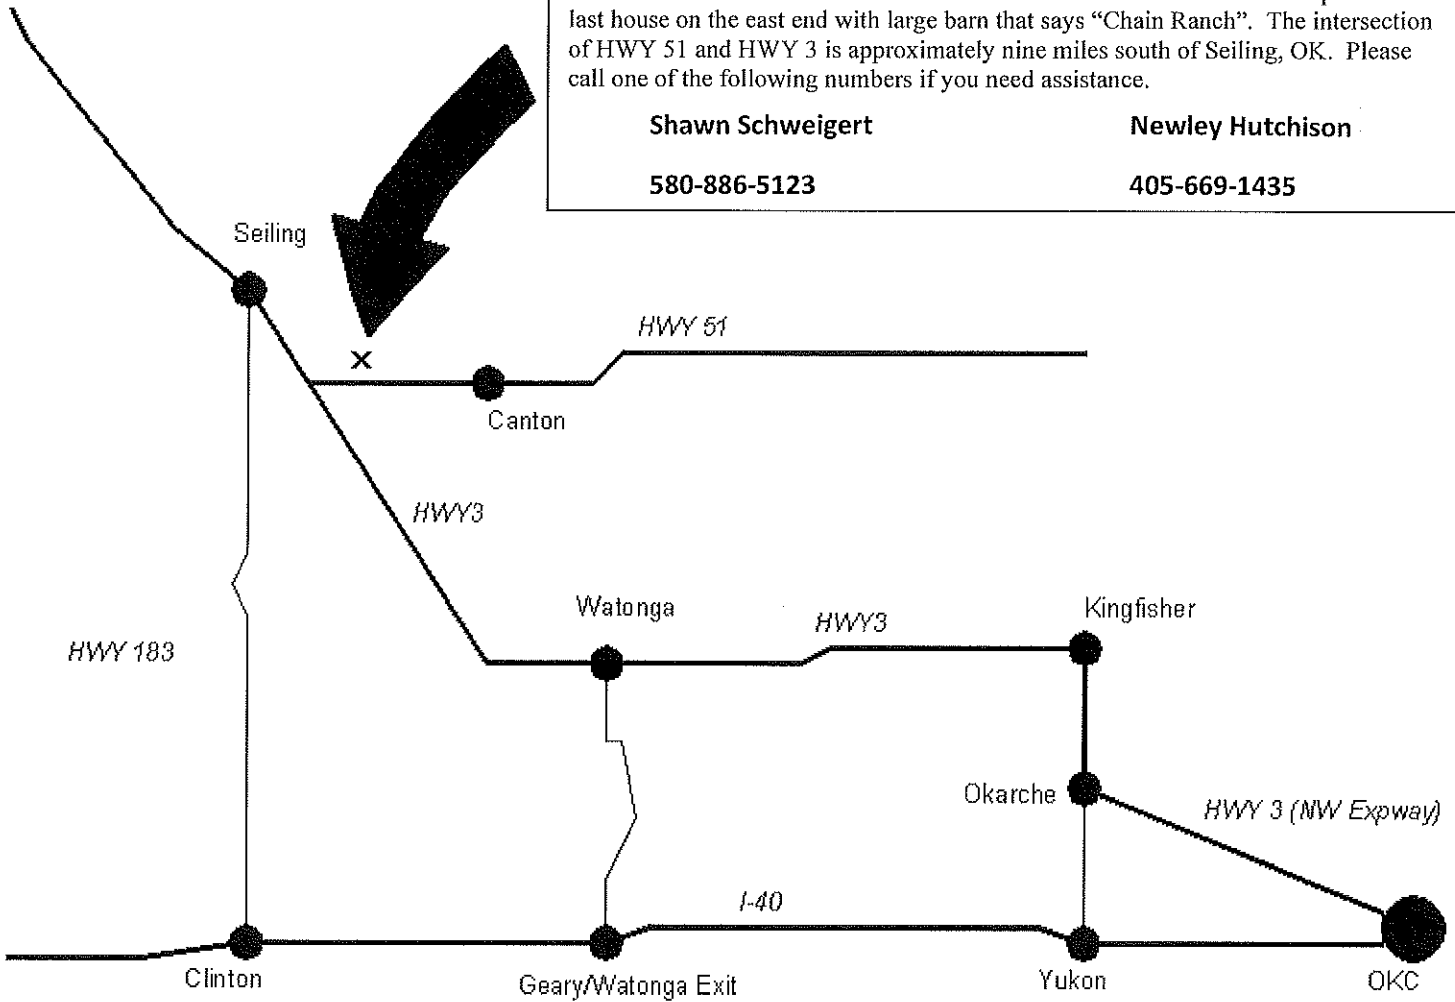 last house on the east end with large barn that says “Chain Ranch”. The intersection
of HWY 51 and HWY 3 is approximately nine miles south of Seiling, OK. Please
call one of the following numbers if you need assistance.
Shawn Schweigert
Newley Hutchison
580-886-5123
405-669-1435
Seiling
HWY 51
Canton
HWY3
Watonga
HWY3
Kingfisher
HWY 183
Okarche
HWY 3 (NW Expway)
I-40
Clinton
Geary/Watonga Exit
Yukon
OKC